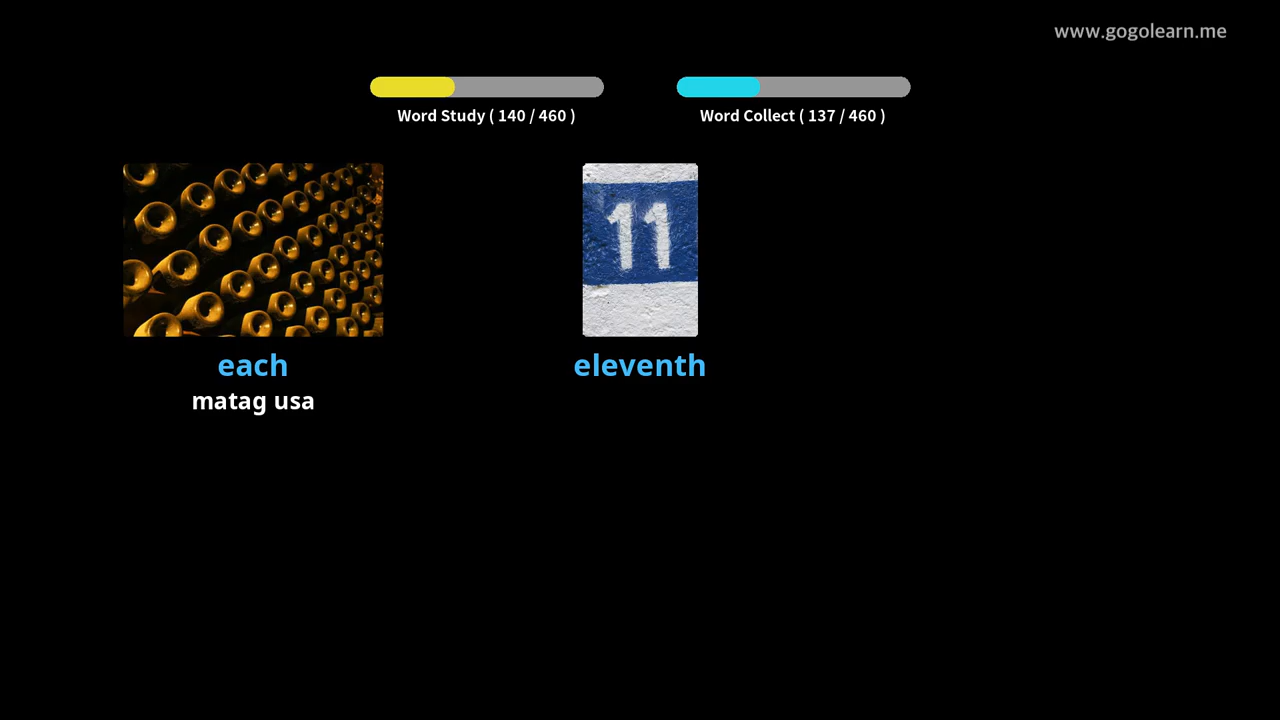 www.gogolearn.me
Word Study ( 140 / 460 )
Word Collect ( 137 / 460 )
11
each
eleventh
matag usa